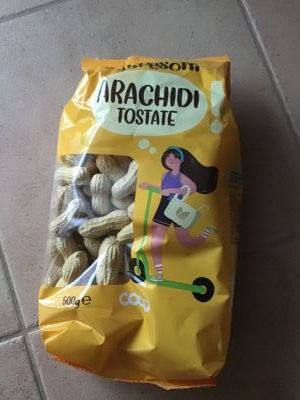 ARACHIDI
TOSTATE
500g e
coop